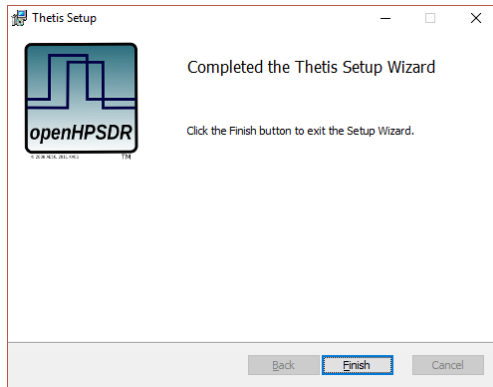 Thetis Setup
Completed the Thetis Setup Wizard
openHPSDR
TM
Click the Finish button to exit the Setup Wizard.
Back
Finish
Cancel